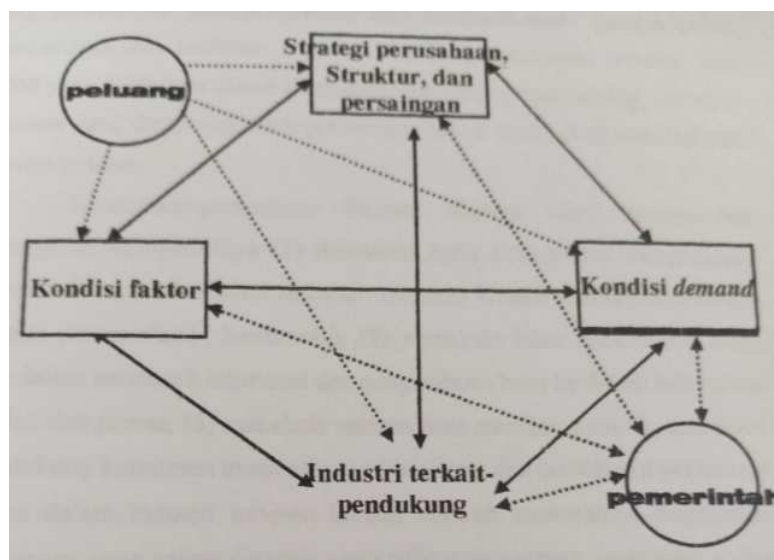 Strategi perusahaan,
Struktur, dan
persaingan
peluang
Kondisi faktor
Kondisi demand
Industri terkait-
pendukung
pemerintah